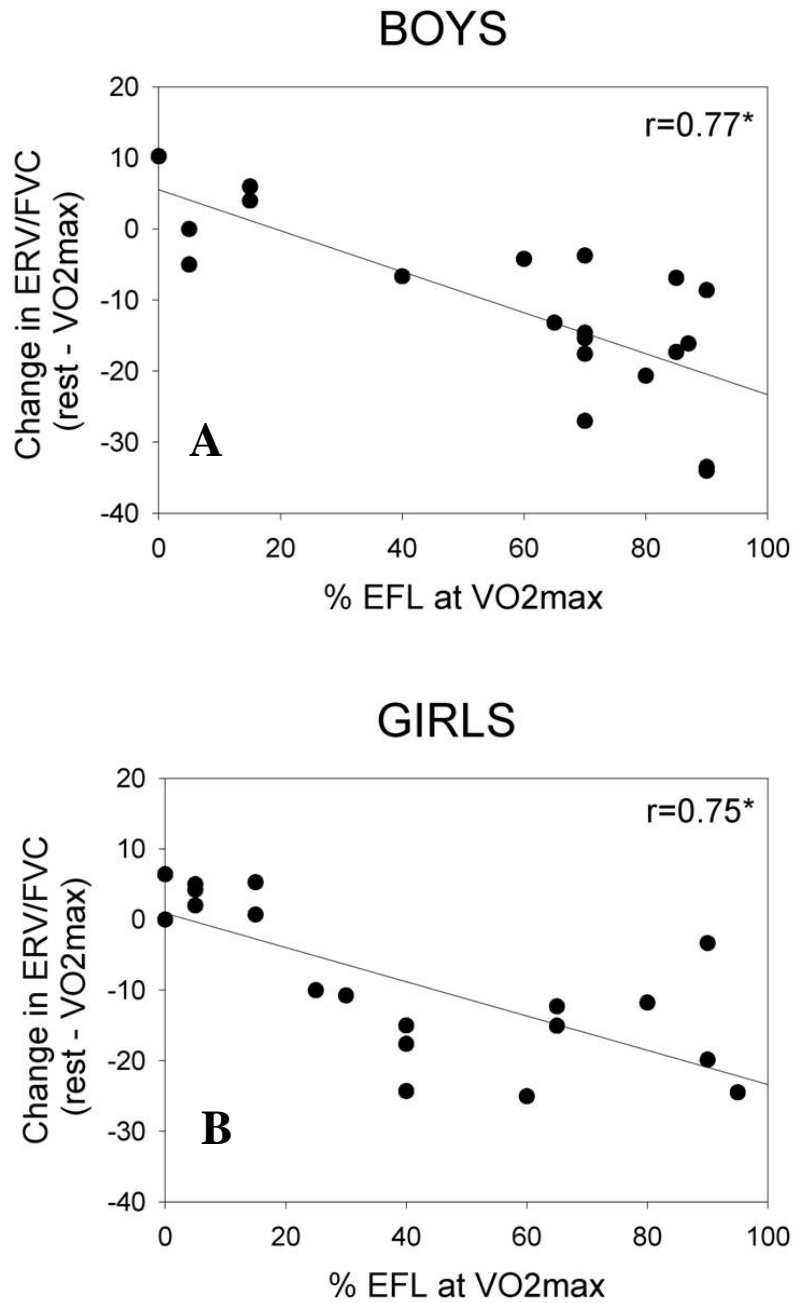 BOYS
r=0.77*
Change in ERV/FVC
(rest - VO2max)
20
10
0
-10
-20
-30
-40
A
0 20 40 60 80 100
% EFL at VO2max
GIRLS
r=0.75*
Change in ERV/FVC
(rest - VO2max)
20
10
0
-10
-20
-30
-40
B
0 20 40 60 80 100
% EFL at VO2max